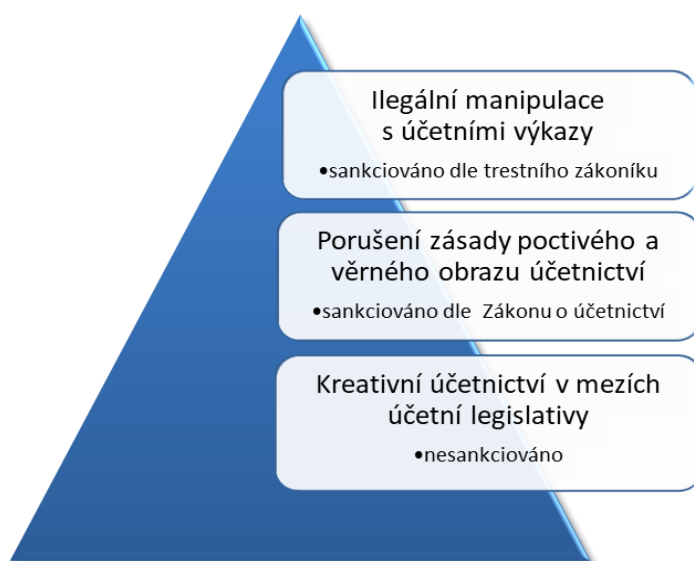 Ilegální manipulace
s účetními výkazy
•sankciováno dle trestního zákoníku
Porušení zásady poctivého a
věrného obrazu účetnictví
•sankciováno dle Zákonu o účetnictví
Kreativní účetnictví v mezích
účetní legislativy
•nesankciováno